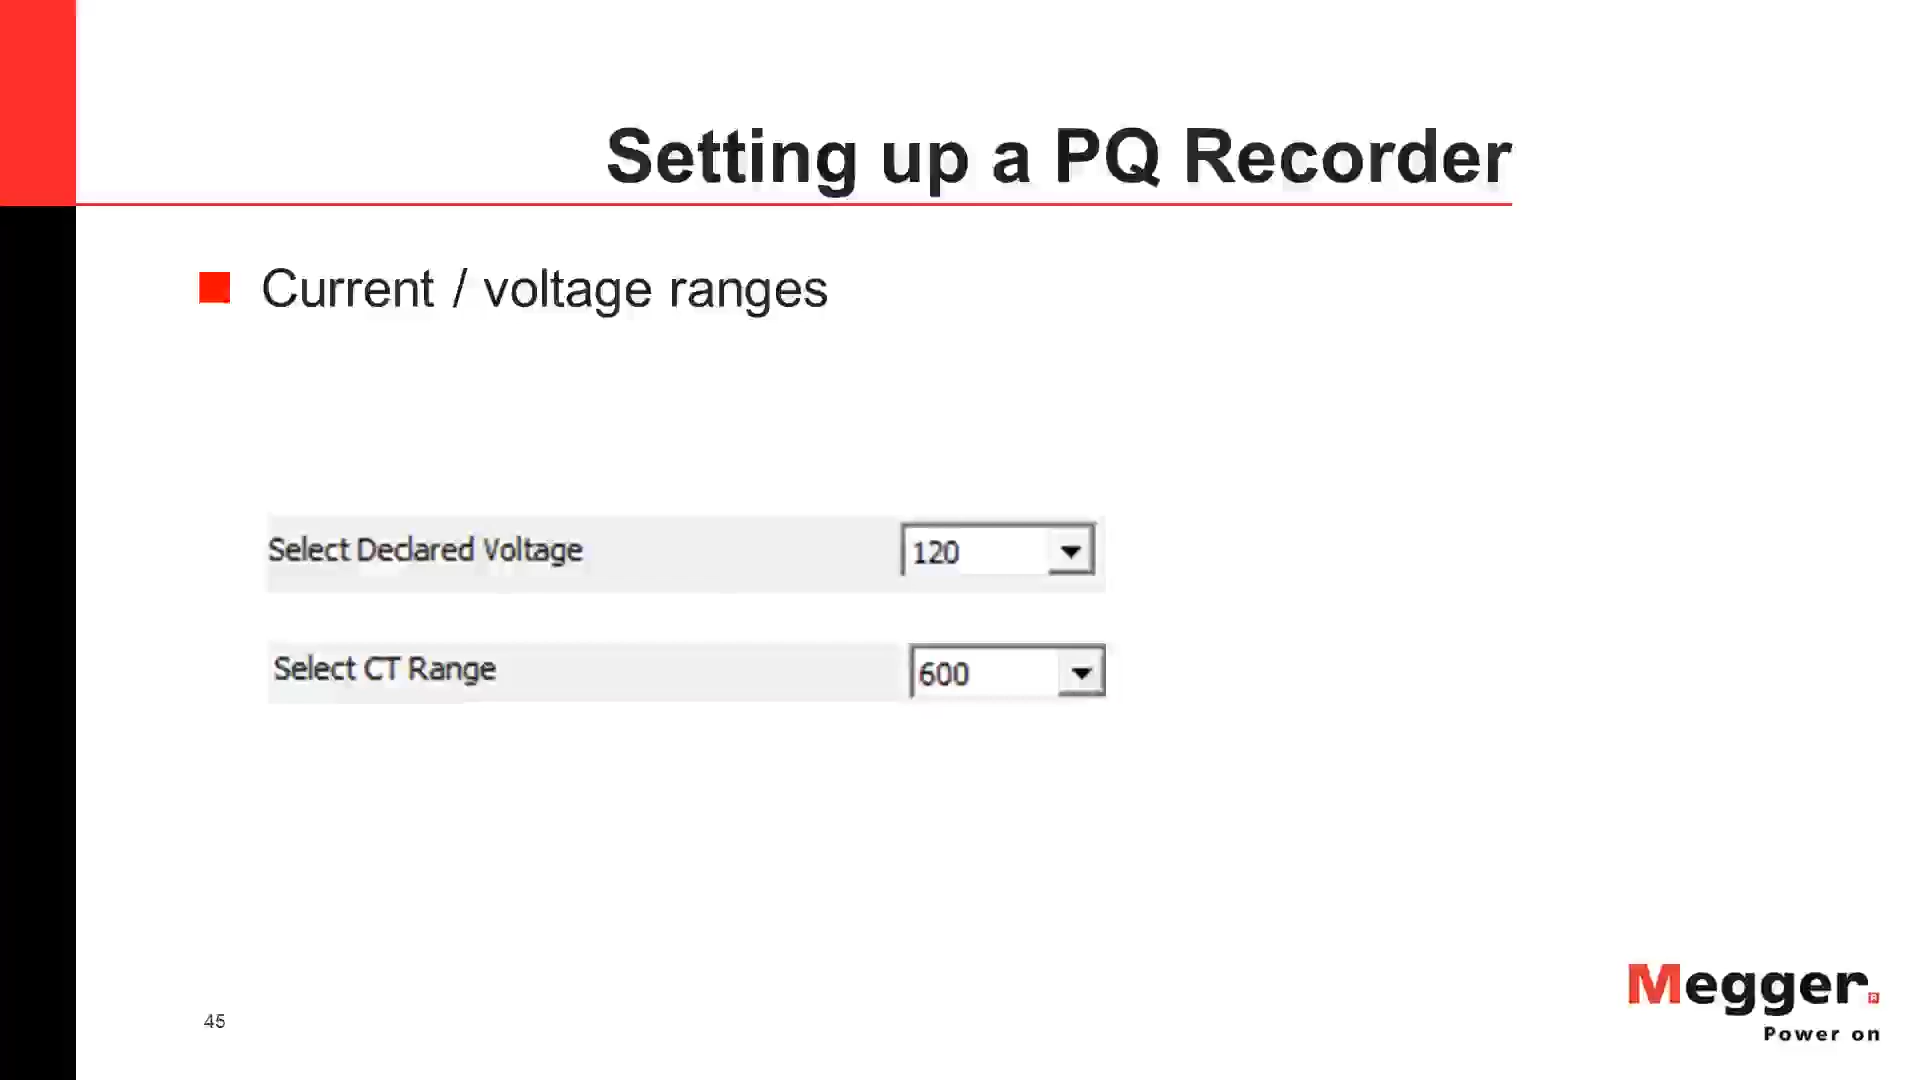 Setting up a PQ Recorder
Current / voltage ranges
Select Declared Voltage 120
Select CT Range 600
45
Megger®
Power on